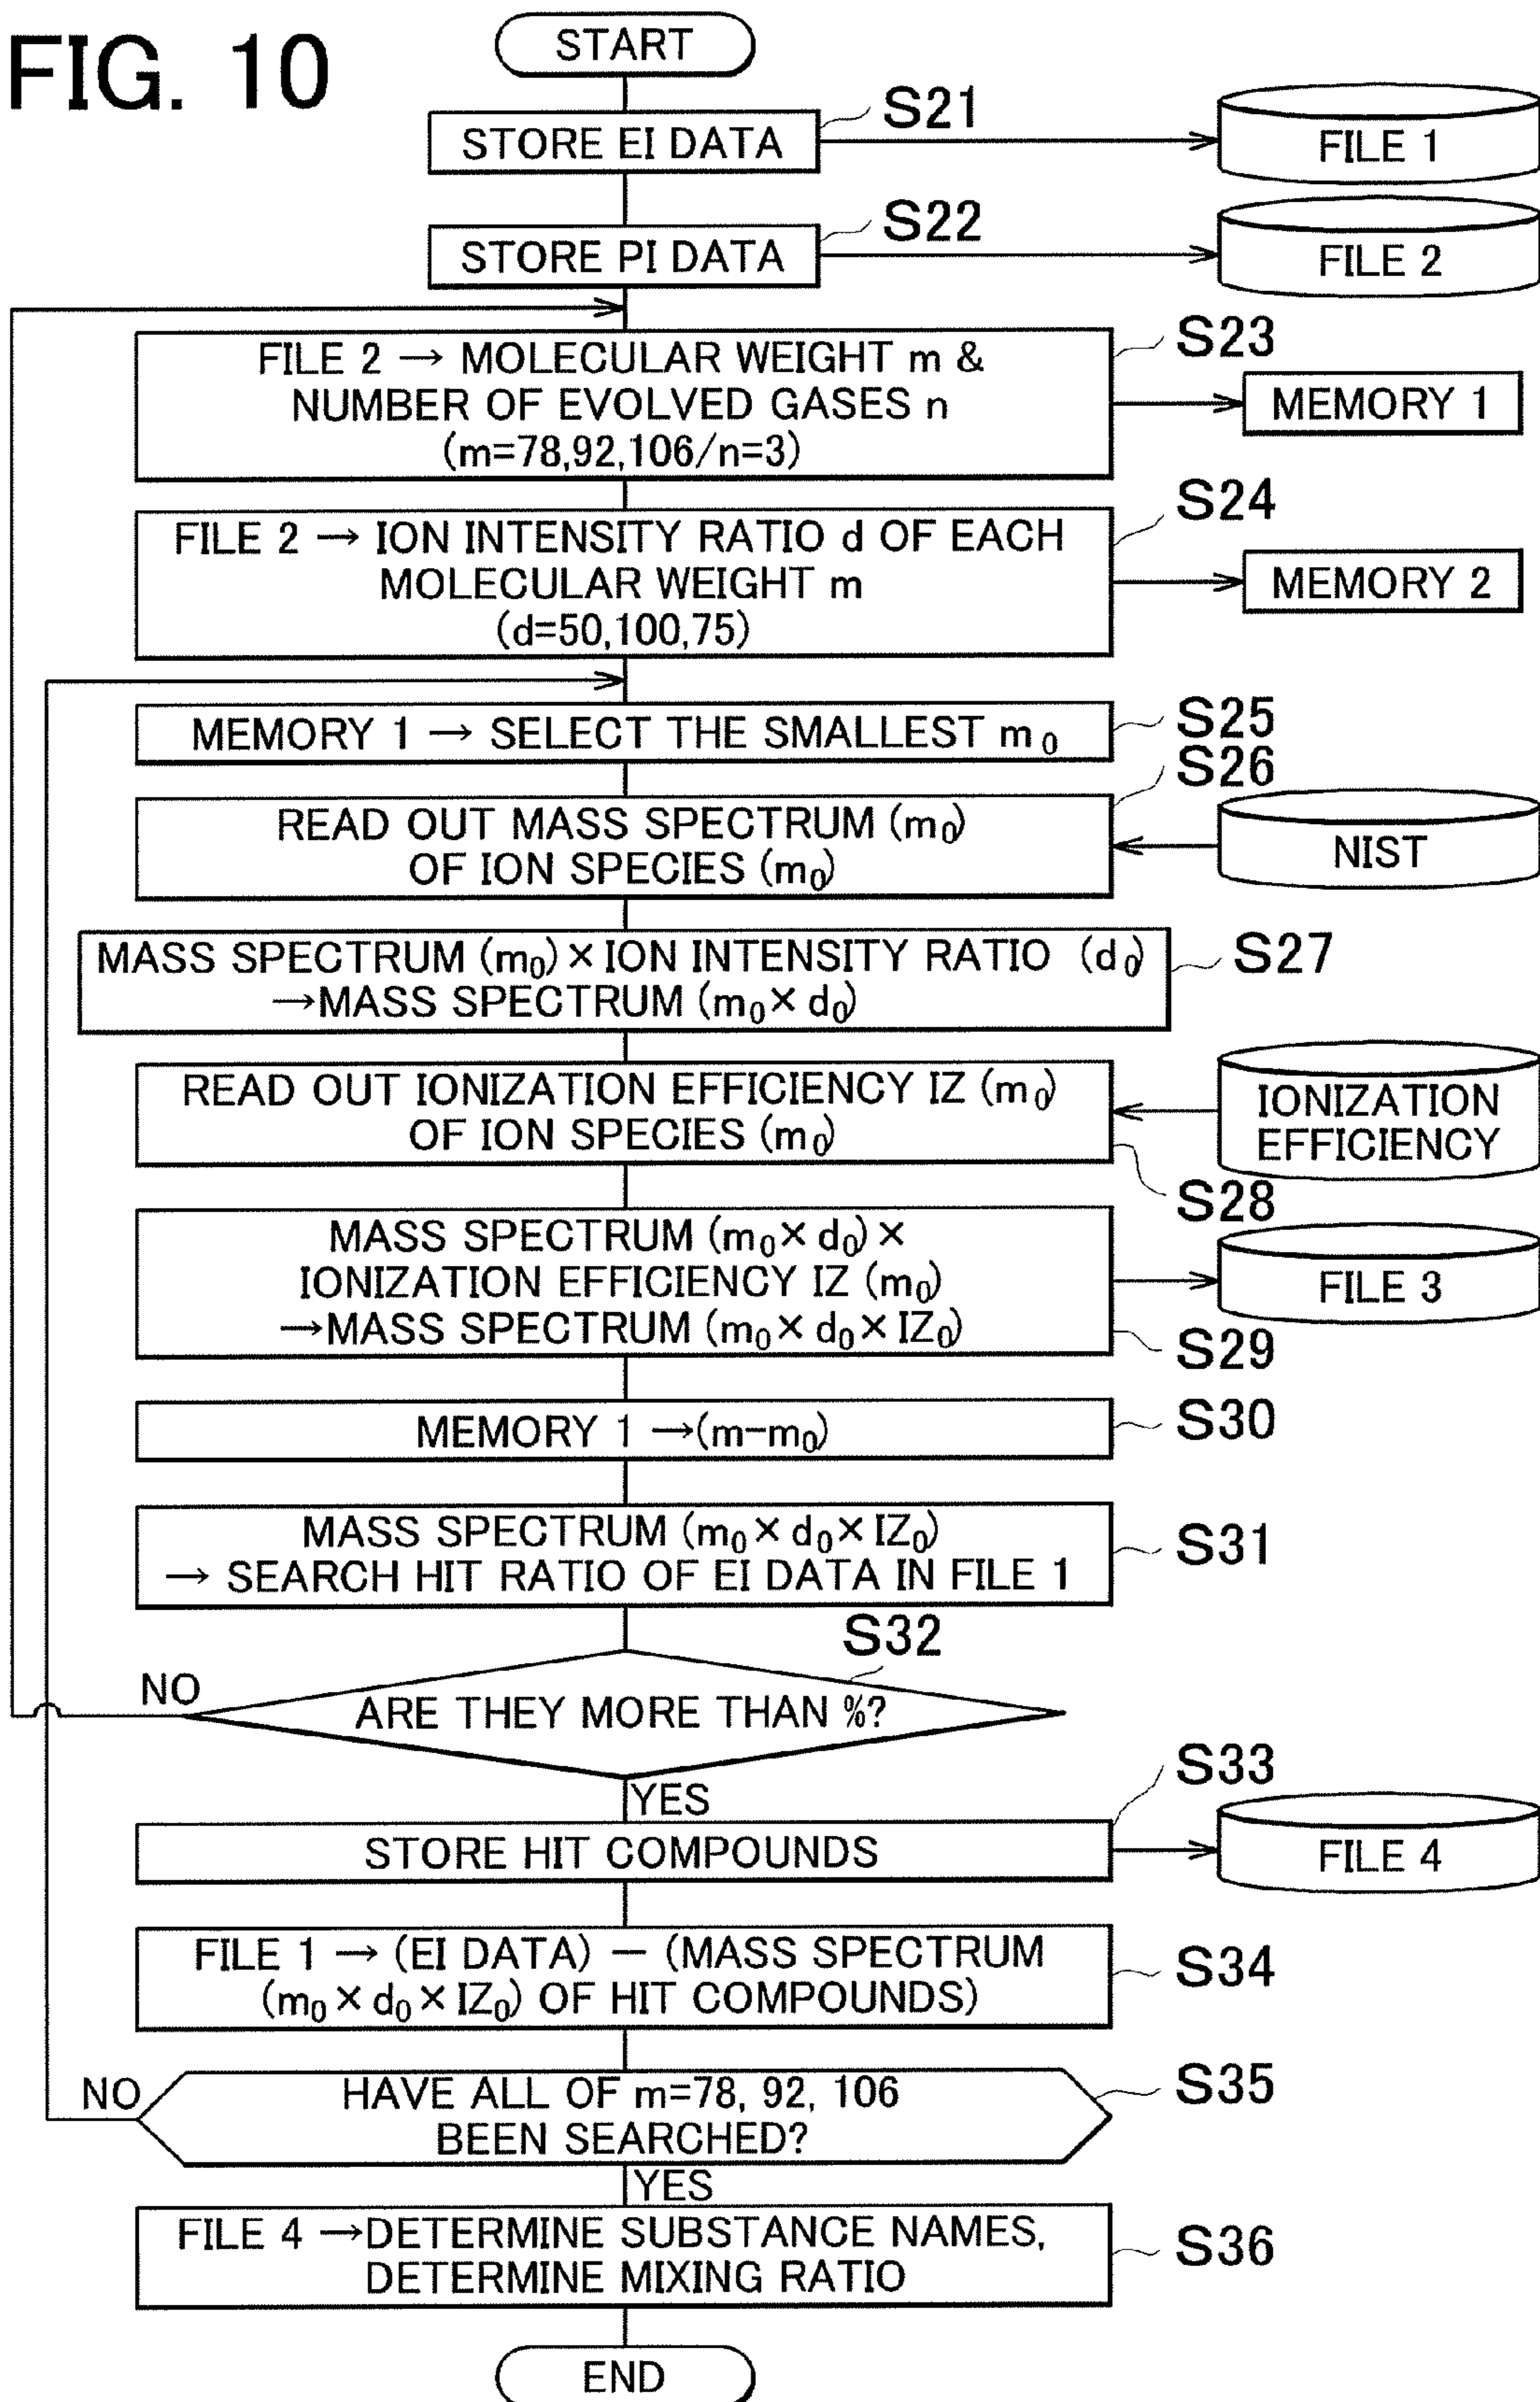 FIG. 10
START
S21
STORE EI DATA
FILE 1
S22
STORE PI DATA
FILE 2
S23
FILE 2 → MOLECULAR WEIGHT m &
NUMBER OF EVOLVED GASES n
(m=78,92,106/n=3)
MEMORY 1
S24
FILE 2 → ION INTENSITY RATIO d OF EACH
MOLECULAR WEIGHT m
(d=50,100,75)
MEMORY 2
S25
MEMORY 1 → SELECT THE SMALLEST m₀
S26
READ OUT MASS SPECTRUM (m₀)
OF ION SPECIES (m₀)
NIST
S27
MASS SPECTRUM (m₀) × ION INTENSITY RATIO (d₀)
→MASS SPECTRUM (m₀× d₀)
READ OUT IONIZATION EFFICIENCY IZ (m₀)
OF ION SPECIES (m₀)
IONIZATION
EFFICIENCY
S28
MASS SPECTRUM (m₀× d₀) ×
IONIZATION EFFICIENCY IZ (m₀)
→MASS SPECTRUM (m₀× d₀× IZ₀)
FILE 3
S29
MEMORY 1 →(m−m₀)
S30
MASS SPECTRUM (m₀× d₀× IZ₀)
→ SEARCH HIT RATIO OF EI DATA IN FILE 1
S31
S32
NO
ARE THEY MORE THAN %?
YES
S33
STORE HIT COMPOUNDS
FILE 4
FILE 1 → (EI DATA) − (MASS SPECTRUM
(m₀× d₀× IZ₀) OF HIT COMPOUNDS)
S34
NO
HAVE ALL OF m=78, 92, 106
BEEN SEARCHED?
S35
YES
FILE 4 →DETERMINE SUBSTANCE NAMES,
DETERMINE MIXING RATIO
S36
END